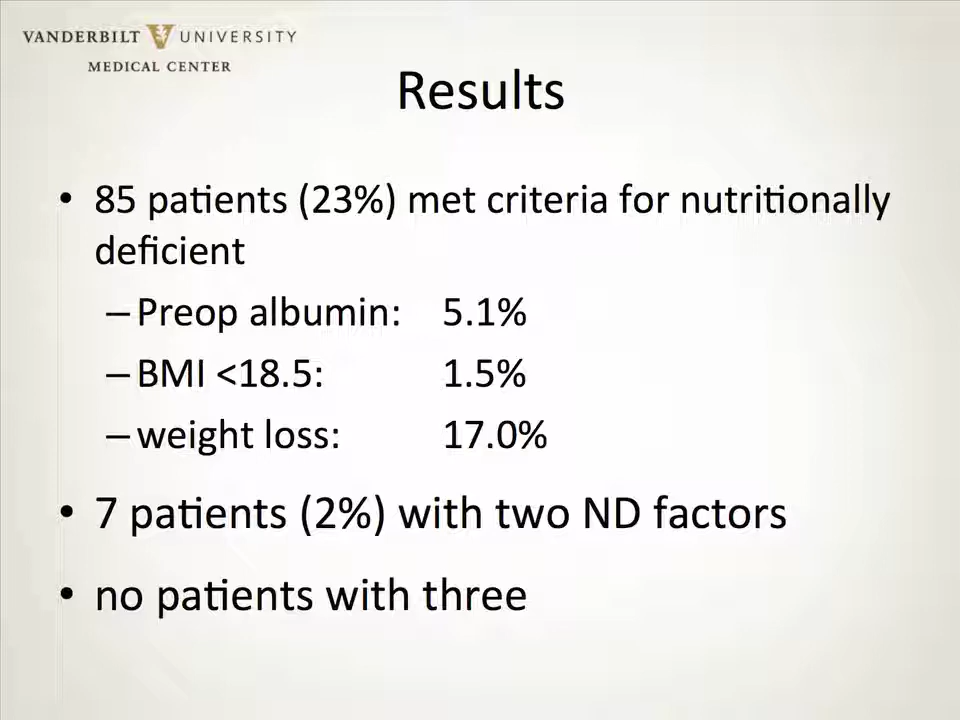 VANDERBILT UNIVERSITY
MEDICAL CENTER
Results
• 85 patients (23%) met criteria for nutritionally
deficient
– Preop albumin: 5.1%
– BMI <18.5: 1.5%
– weight loss: 17.0%
• 7 patients (2%) with two ND factors
• no patients with three